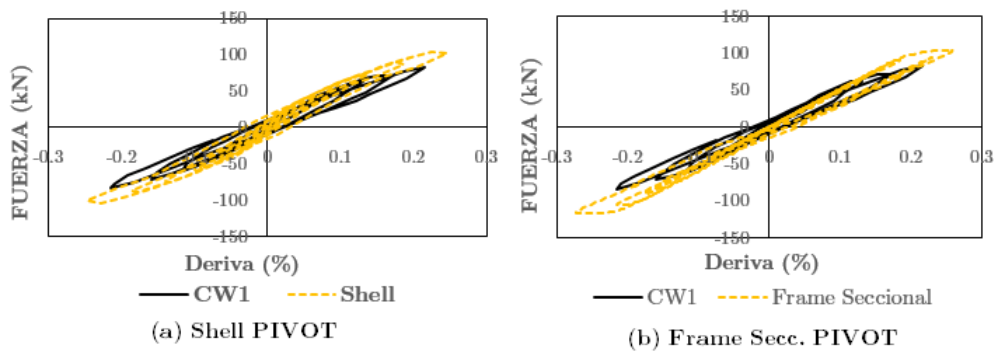 150
100
50
0
-0.3 -0.2 -0.1 0 0.1 0.2 0.3
-50
-100
-150
FUERZA (kN)
Deriva (%)
CW1 Shell
(a) Shell PIVOT
150
100
50
0
-0.3 -0.2 -0.1 0 0.1 0.2 0.3
-50
-100
-150
FUERZA (kN)
Deriva (%)
CW1 Frame Seccional
(b) Frame Secc. PIVOT